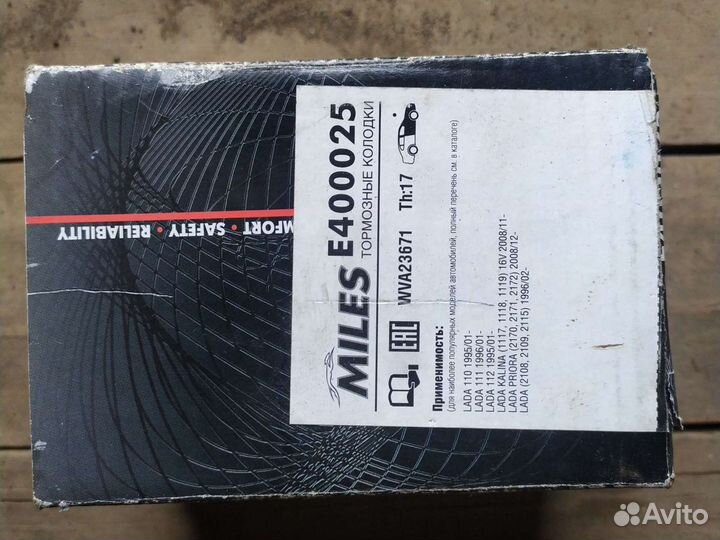 MFORT • SAFETY • RELIABILITY
MILES E400025
ТОРМОЗНЫЕ КОЛОДКИ
EAC WVA23671 Th:17
Применимость:
(для наиболее популярных моделей автомобилей, полный перечень см. в каталоге)
LADA 110 1995/01-
LADA 111 1996/01-
LADA 112 1995/01-
LADA KALINA (1117, 1118, 1119) 16V 2008/11-
LADA PRIORA (2170, 2171, 2172) 2008/12-
LADA (2108, 2109, 2115) 1996/02-
Avito